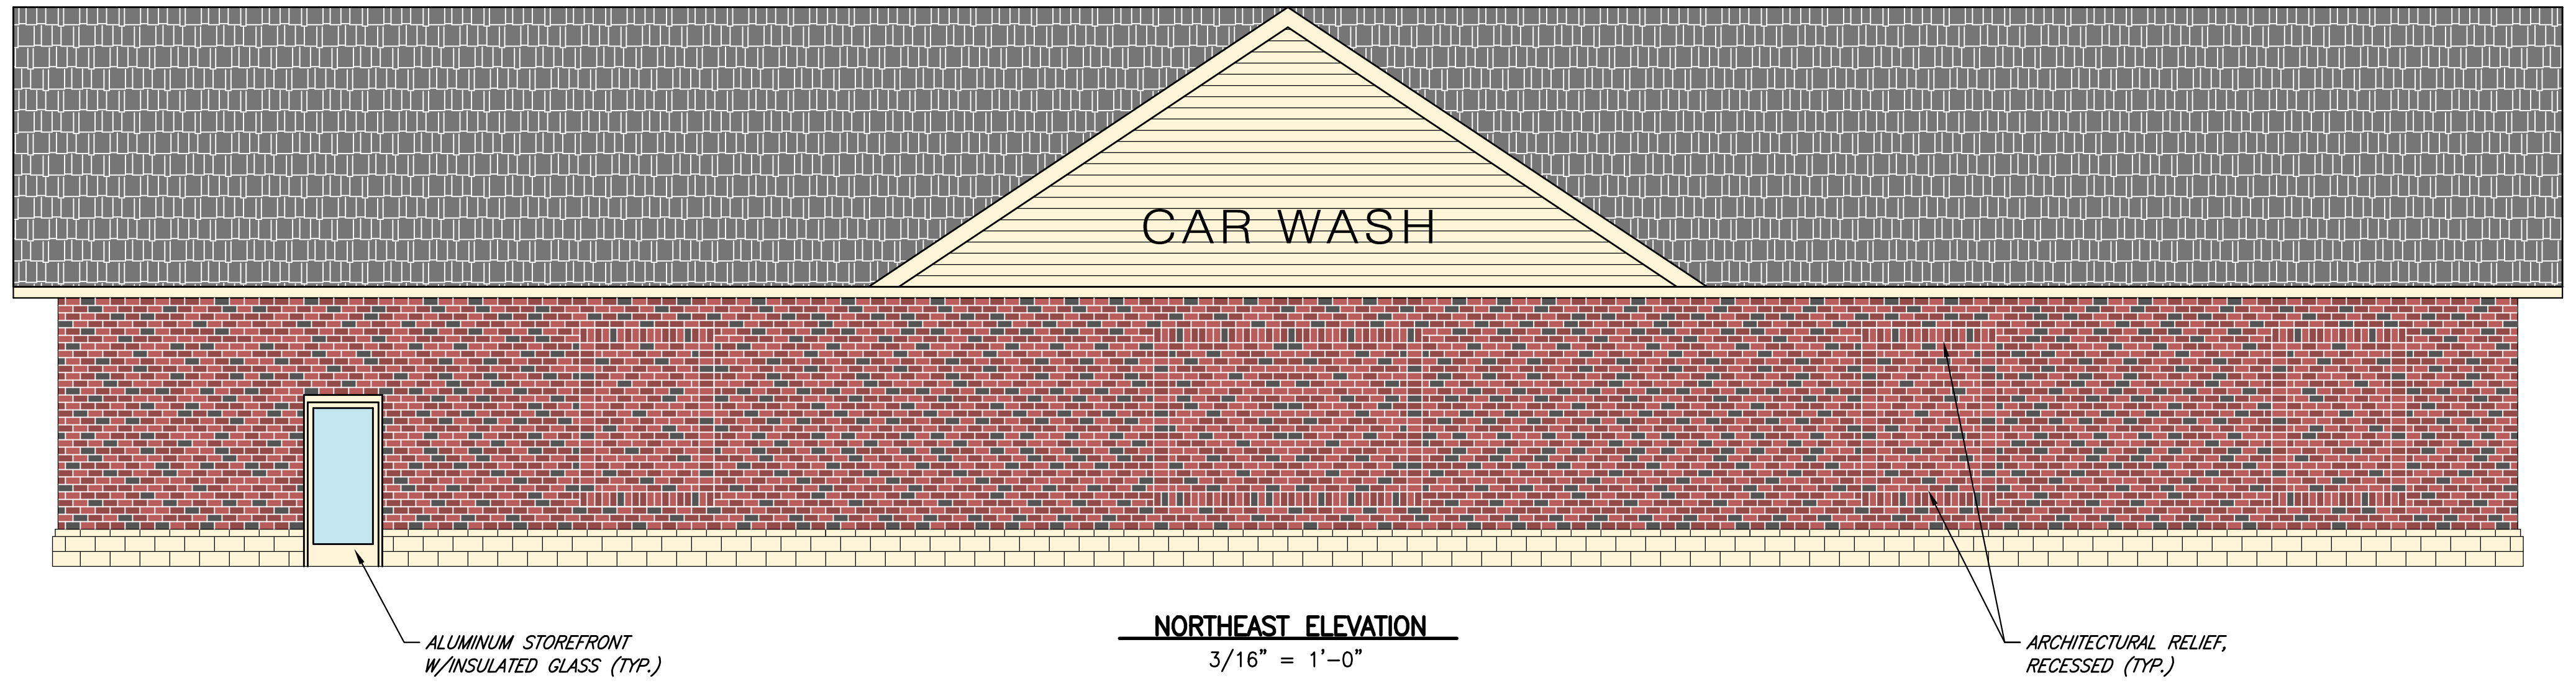 CAR WASH
ALUMINUM STOREFRONT
W/INSULATED GLASS (TYP.)
NORTHEAST ELEVATION
3/16" = 1'-0"
ARCHITECTURAL RELIEF,
RECESSED (TYP.)